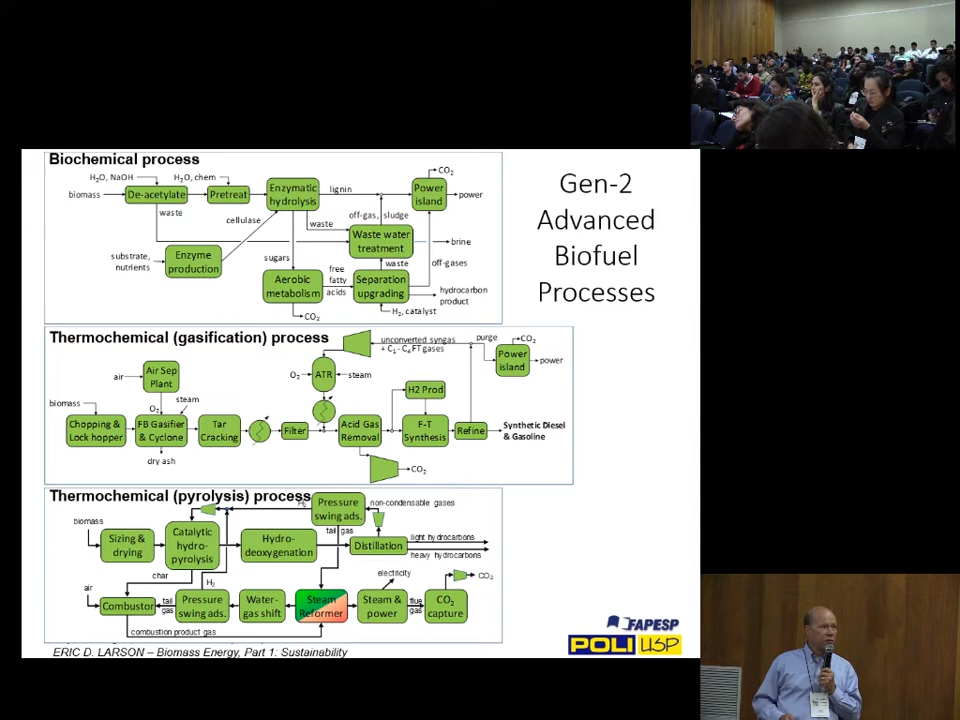 Gen-2
Advanced
Biofuel
Processes
Biochemical process
H₂O, NaOH
H₂O, chem
biomass
De-acetylate
Pretreat
Enzymatic
hydrolysis
lignin
Power
island
CO₂
power
waste
cellulase
waste
off-gas, sludge
Waste water
treatment
brine
substrate,
nutrients
Enzyme
production
sugars
waste
off-gases
Aerobic
metabolism
free
fatty
acids
Separation
upgrading
hydrocarbon
product
CO₂
H₂, catalyst
Thermochemical (gasification) process
unconverted syngas
+ C₁ - C₄ FT gases
purge
CO₂
Power
island
power
air
Air Sep
Plant
O₂
ATR
steam
H2 Prod
biomass
O₂
steam
Chopping &
Lock hopper
FB Gasifier
& Cyclone
Tar
Cracking
Filter
Acid Gas
Removal
F-T
Synthesis
Refine
Synthetic Diesel
& Gasoline
dry ash
CO₂
Thermochemical (pyrolysis) process
H₂
Pressure
swing ads.
non-condensable gases
biomass
Sizing &
drying
Catalytic
hydro-
pyrolysis
Hydro-
deoxygenation
tail gas
Distillation
light hydrocarbons
heavy hydrocarbons
char
H₂
electricity
CO₂
air
Combustor
tail
gas
Pressure
swing ads.
Water-
gas shift
Steam
Reformer
Steam &
power
flue
gas
CO₂
capture
combustion product gas
ERIC D. LARSON – Biomass Energy, Part 1: Sustainability
FAPESP
POLI USP